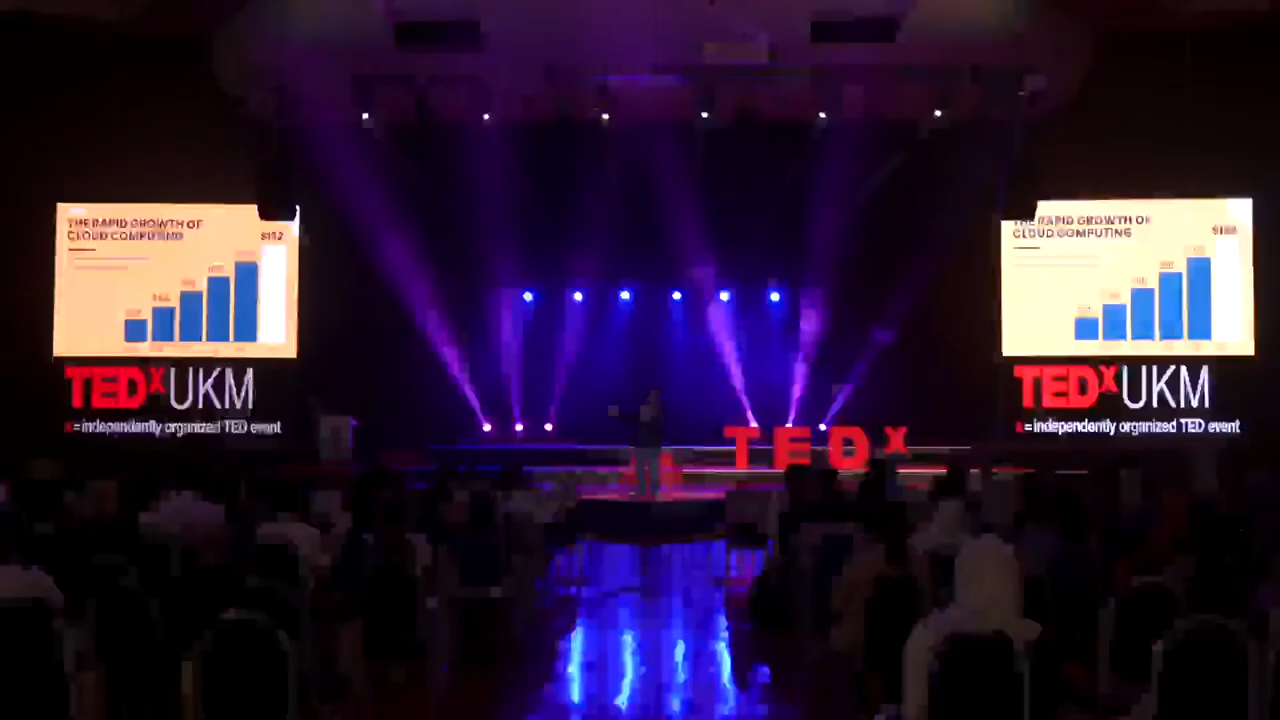 THE RAPID GROWTH OF
CLOUD COMPUTING
TEDxUKM
x=independently organized TED event
TEDx
THE RAPID GROWTH OF
CLOUD COMPUTING
TEDxUKM
x=independently organized TED event